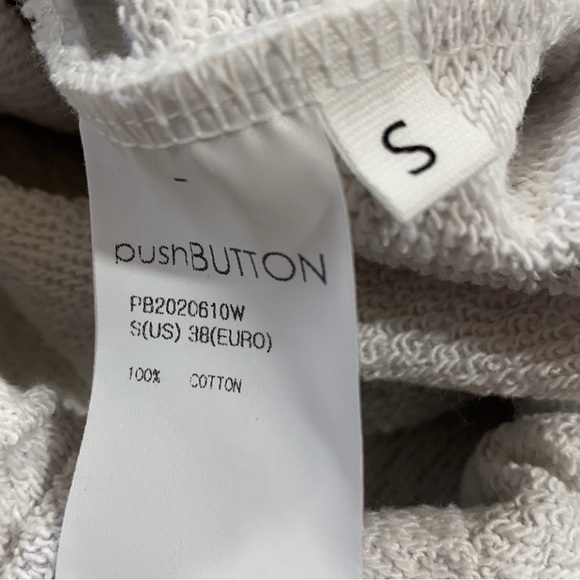 S
pushBUTTON
PB2020610W
S(US) 38(EURO)
100% COTTON